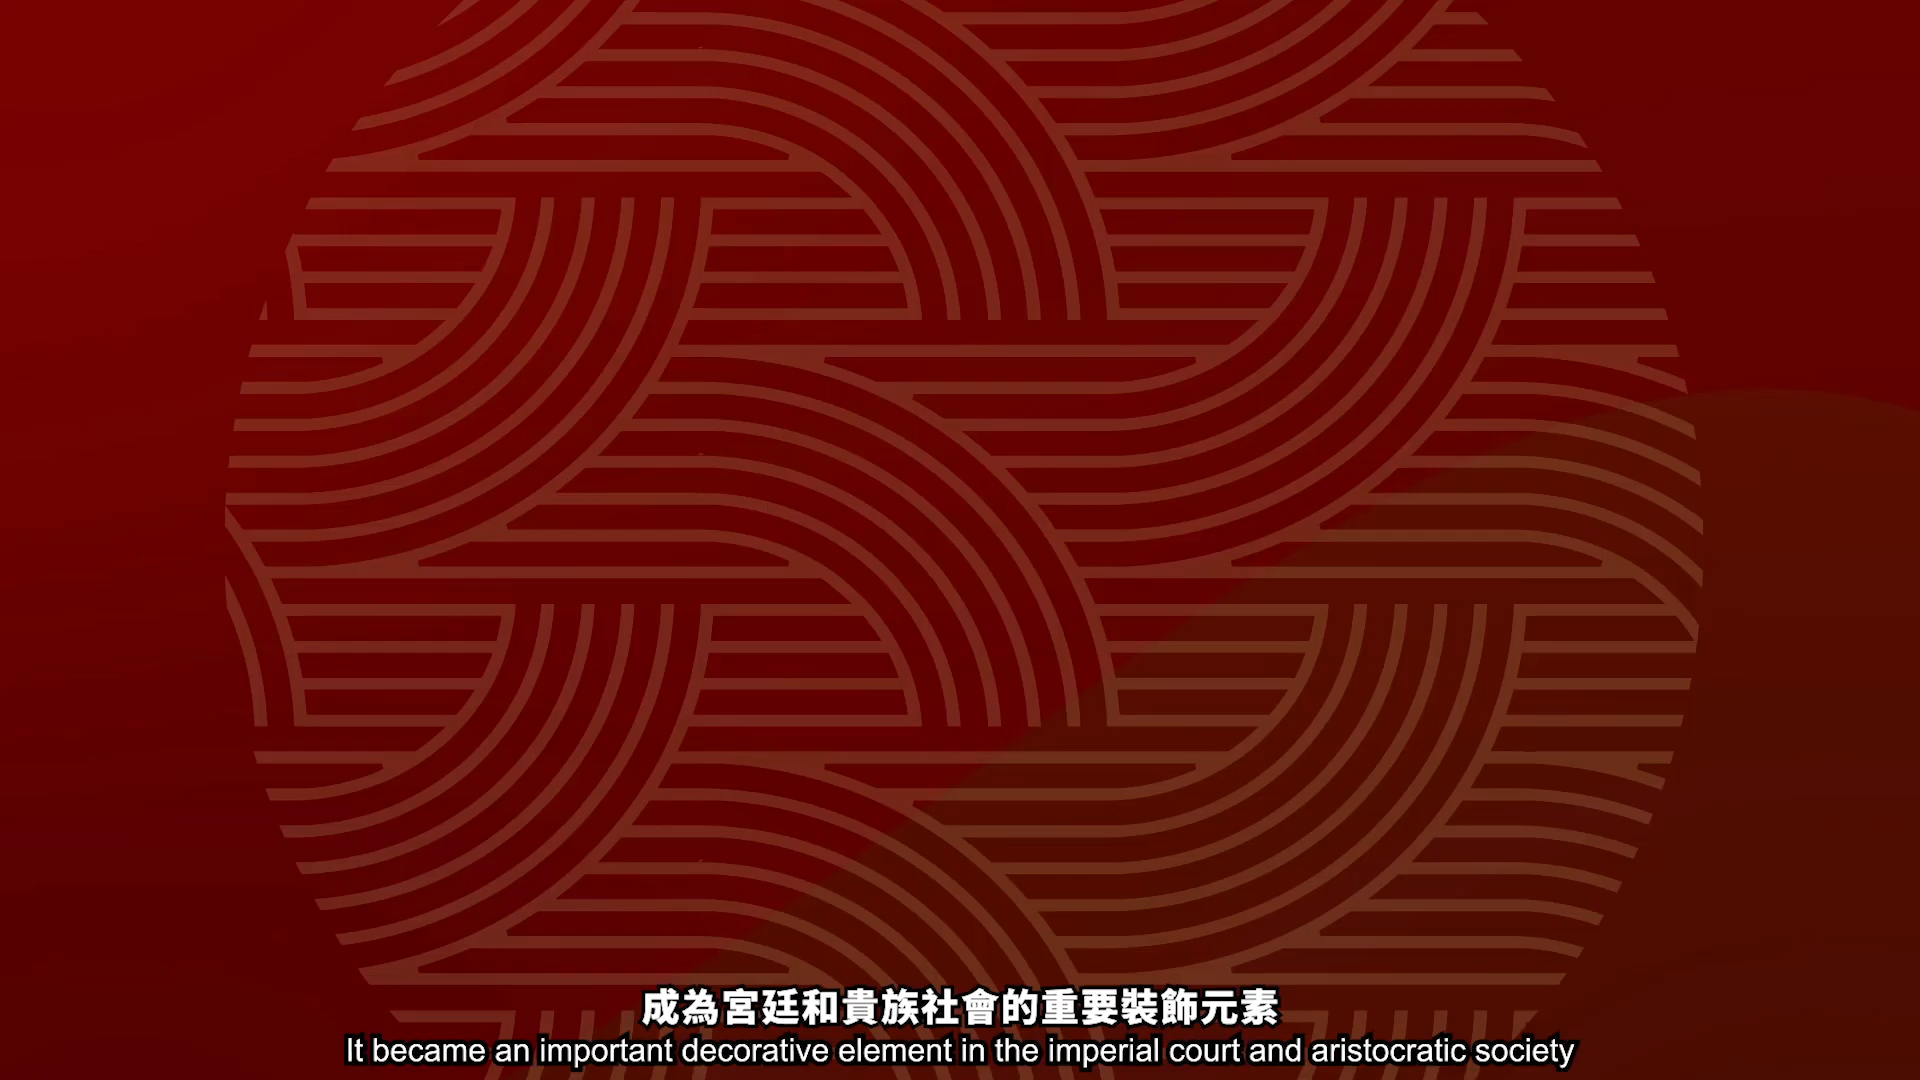 成為宮廷和貴族社會的重要裝飾元素
It became an important decorative element in the imperial court and aristocratic society